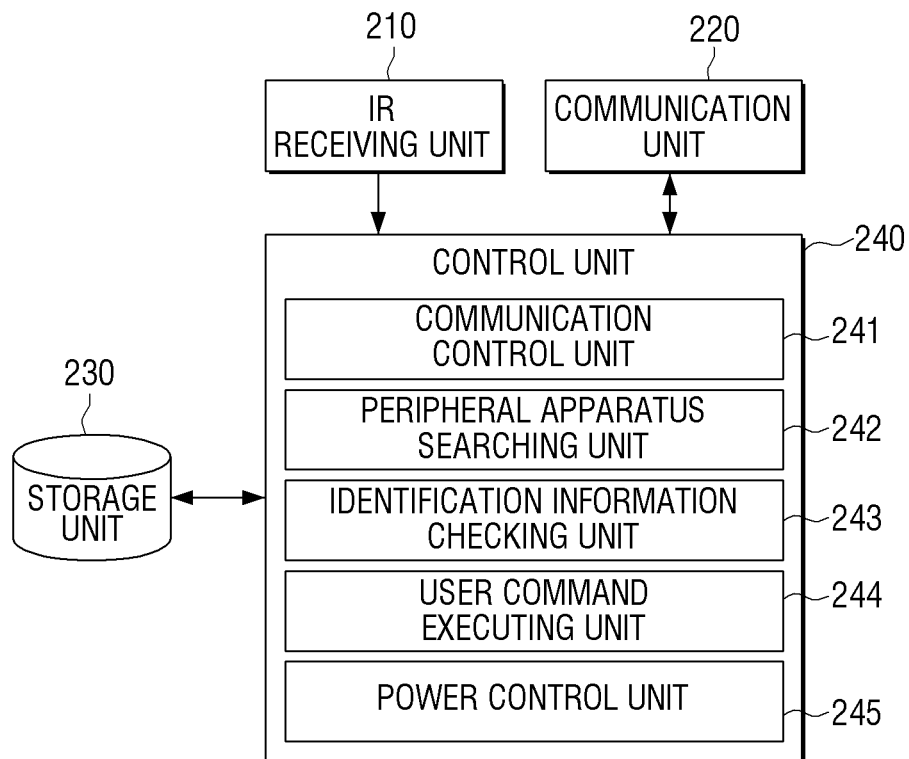 210
220
IR
RECEIVING UNIT
COMMUNICATION
UNIT
240
CONTROL UNIT
COMMUNICATION
CONTROL UNIT
241
230
PERIPHERAL APPARATUS
SEARCHING UNIT
242
STORAGE
UNIT
IDENTIFICATION INFORMATION
CHECKING UNIT
243
USER COMMAND
EXECUTING UNIT
244
POWER CONTROL UNIT
245